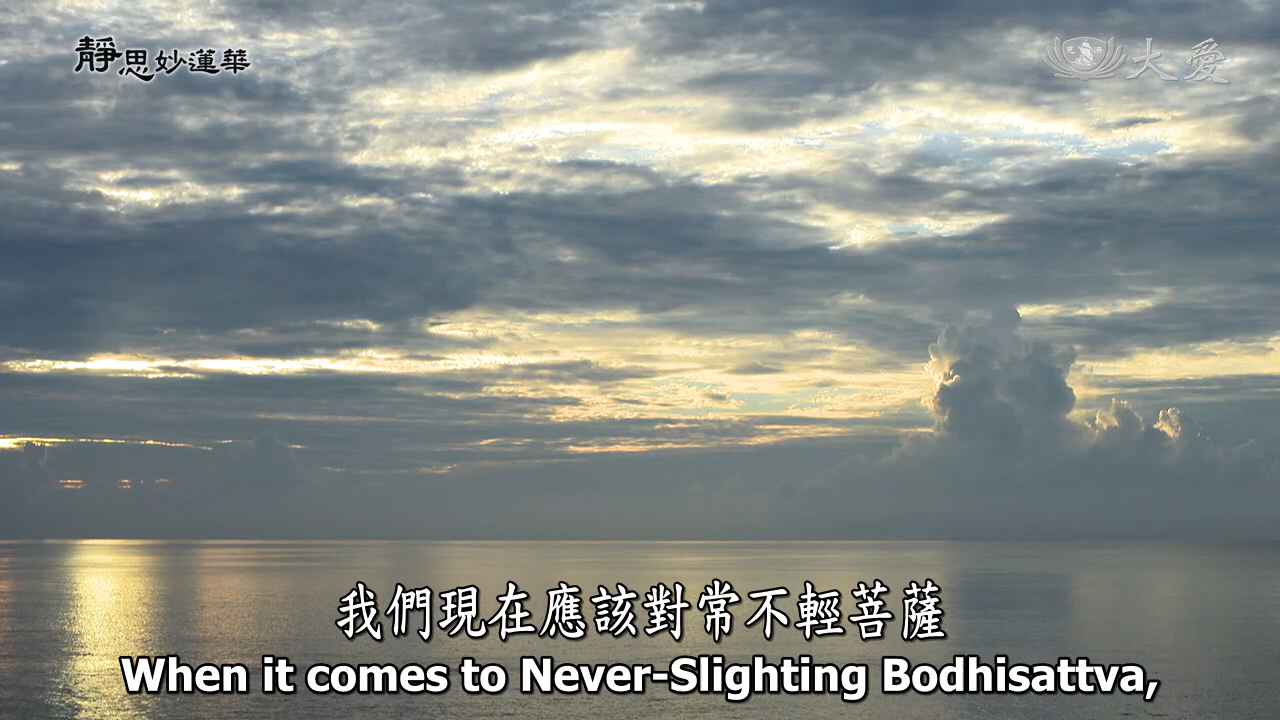 靜思妙蓮華
大愛
我們現在應該對常不輕菩薩
When it comes to Never-Slighting Bodhisattva,